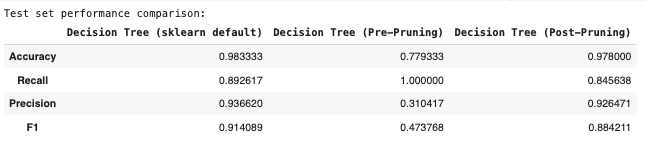 Test set performance comparison:
Decision Tree (sklearn default) Decision Tree (Pre-Pruning) Decision Tree (Post-Pruning)
Accuracy 0.983333 0.779333 0.978000
Recall 0.892617 1.000000 0.845638
Precision 0.936620 0.310417 0.926471
F1 0.914089 0.473768 0.884211